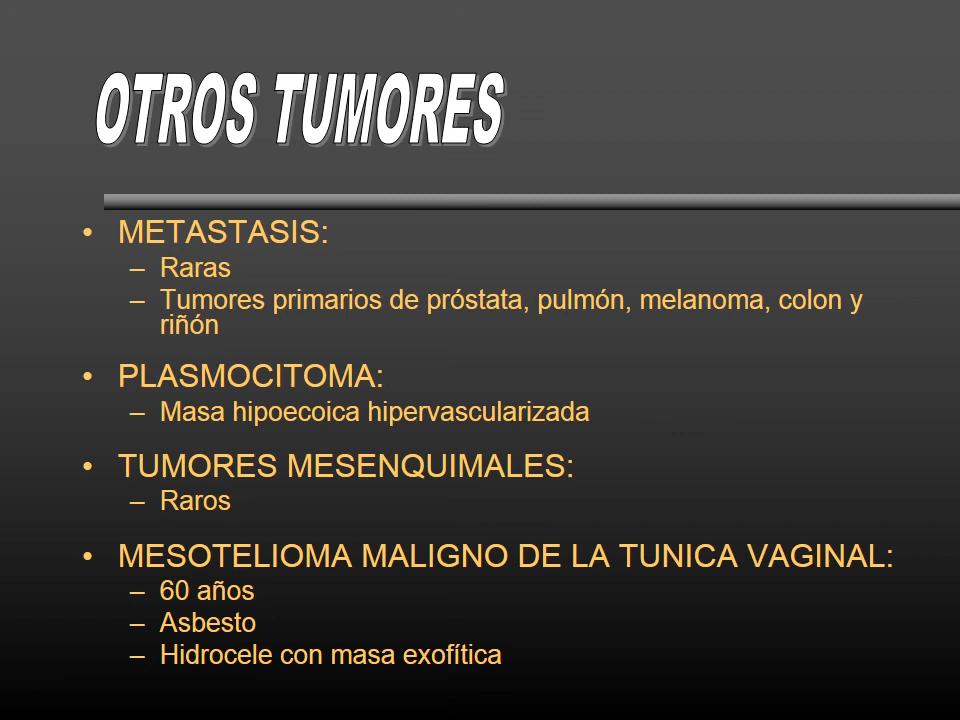 OTROS TUMORES
• METASTASIS:
– Raras
– Tumores primarios de próstata, pulmón, melanoma, colon y
riñón
• PLASMOCITOMA:
– Masa hipoecoica hipervascularizada
• TUMORES MESENQUIMALES:
– Raros
• MESOTELIOMA MALIGNO DE LA TUNICA VAGINAL:
– 60 años
– Asbesto
– Hidrocele con masa exofítica